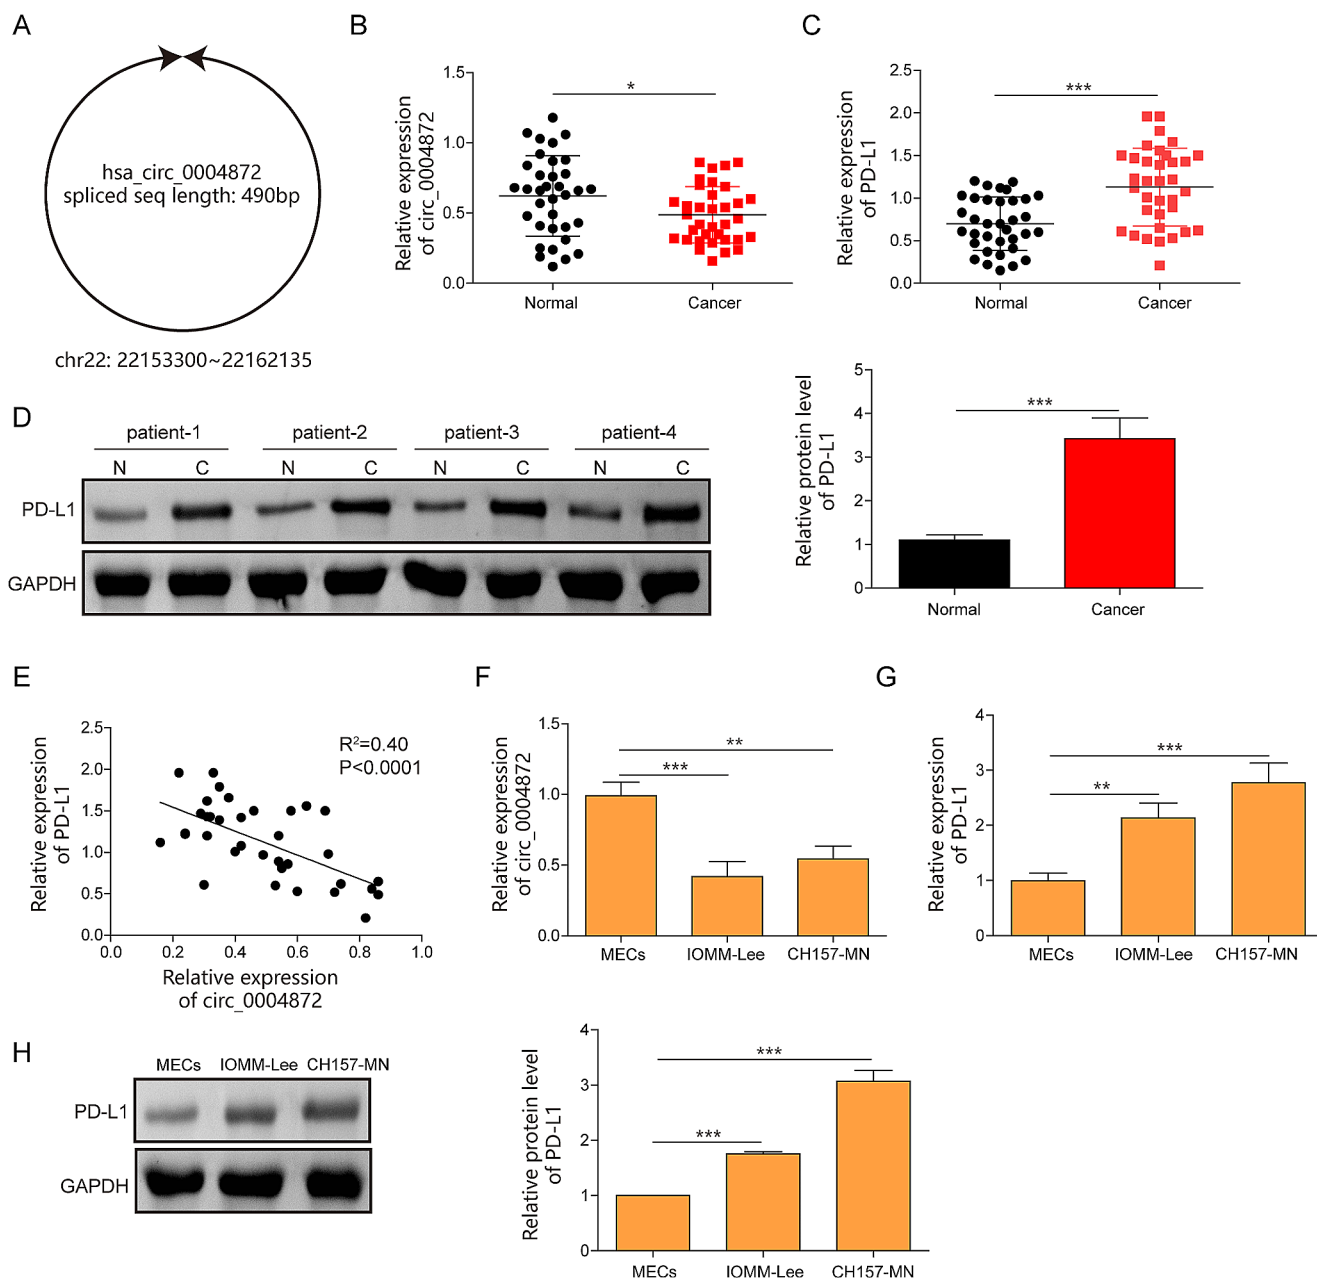 A
hsa_circ_0004872
spliced seq length: 490bp
chr22: 22153300~22162135
B
Relative expression
of circ_0004872
1.5
1.0
0.5
0.0
*
Normal
Cancer
C
Relative expression
of PD-L1
2.5
2.0
1.5
1.0
0.5
0.0
***
Normal
Cancer
D
patient-1
patient-2
patient-3
patient-4
N C N C N C N C
PD-L1
GAPDH
Relative protein level
of PD-L1
5
4
3
2
1
0
***
Normal
Cancer
E
Relative expression
of PD-L1
2.5
2.0
1.5
1.0
0.5
0.0
R²=0.40
P<0.0001
0.0 0.2 0.4 0.6 0.8 1.0
Relative expression
of circ_0004872
F
Relative expression
of circ_0004872
1.5
1.0
0.5
0.0
**
***
MECs
IOMM-Lee
CH157-MN
G
Relative expression
of PD-L1
4
3
2
1
0
***
**
MECs
IOMM-Lee
CH157-MN
H
MECs
IOMM-Lee
CH157-MN
PD-L1
GAPDH
Relative protein level
of PD-L1
4
3
2
1
0
***
***
MECs
IOMM-Lee
CH157-MN